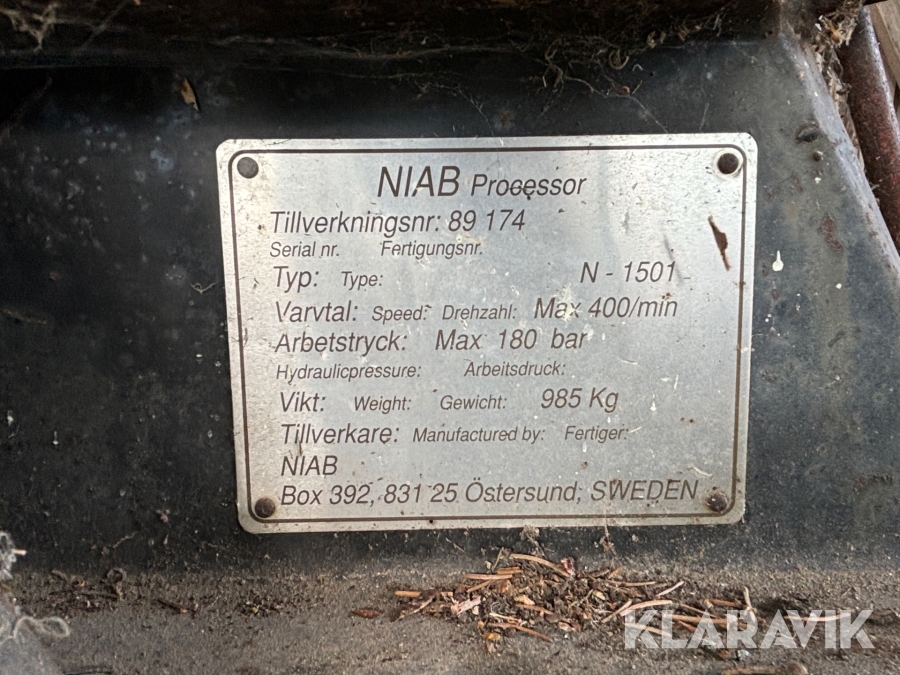 NIAB Processor
Tillverkningsnr: 89 174
Serial nr. Fertigungsnr.
Typ: Type: N - 1501
Varvtal: Speed: Drehzahl: Max 400/min
Arbetstryck: Max 180 bar
Hydraulicpressure: Arbeitsdruck:
Vikt: Weight: Gewicht: 985 Kg
Tillverkare: Manufactured by: Fertiger:
NIAB
Box 392, 831 25 Östersund, SWEDEN
KLARAVIK